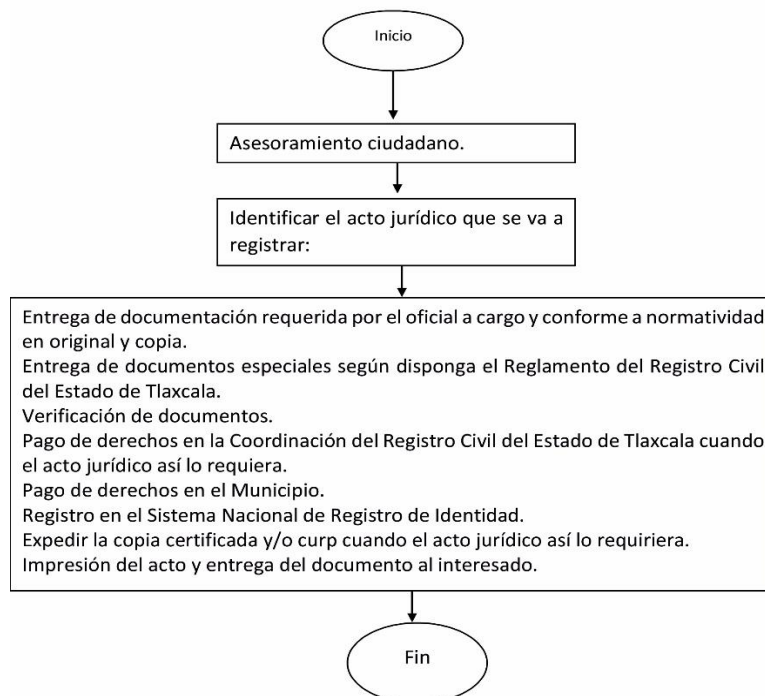 Inicio
Asesoramiento ciudadano.
Identificar el acto jurídico que se va a
registrar:
Entrega de documentación requerida por el oficial a cargo y conforme a normatividad
en original y copia.
Entrega de documentos especiales según disponga el Reglamento del Registro Civil
del Estado de Tlaxcala.
Verificación de documentos.
Pago de derechos en la Coordinación del Registro Civil del Estado de Tlaxcala cuando
el acto jurídico así lo requiera.
Pago de derechos en el Municipio.
Registro en el Sistema Nacional de Registro de Identidad.
Expedir la copia certificada y/o curp cuando el acto jurídico así lo requiriera.
Impresión del acto y entrega del documento al interesado.
Fin